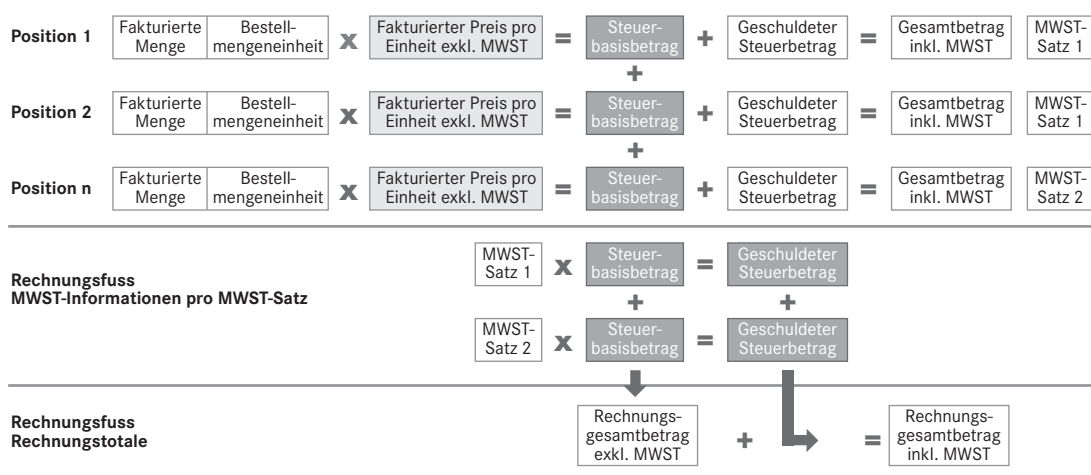 Position 1
Fakturierte Menge
Bestell-mengeneinheit
x
Fakturierter Preis pro Einheit exkl. MWST
=
Steuer-basisbetrag
+
Geschuldeter Steuerbetrag
=
Gesamtbetrag inkl. MWST
MWST-Satz 1
+
Position 2
Fakturierte Menge
Bestell-mengeneinheit
x
Fakturierter Preis pro Einheit exkl. MWST
=
Steuer-basisbetrag
+
Geschuldeter Steuerbetrag
=
Gesamtbetrag inkl. MWST
MWST-Satz 1
+
Position n
Fakturierte Menge
Bestell-mengeneinheit
x
Fakturierter Preis pro Einheit exkl. MWST
=
Steuer-basisbetrag
+
Geschuldeter Steuerbetrag
=
Gesamtbetrag inkl. MWST
MWST-Satz 2
Rechnungsfuss
MWST-Informationen pro MWST-Satz
MWST-Satz 1
x
Steuer-basisbetrag
=
Geschuldeter Steuerbetrag
+
+
MWST-Satz 2
x
Steuer-basisbetrag
=
Geschuldeter Steuerbetrag
Rechnungsfuss
Rechnungstotale
Rechnungs-gesamtbetrag exkl. MWST
+
=
Rechnungs-gesamtbetrag inkl. MWST